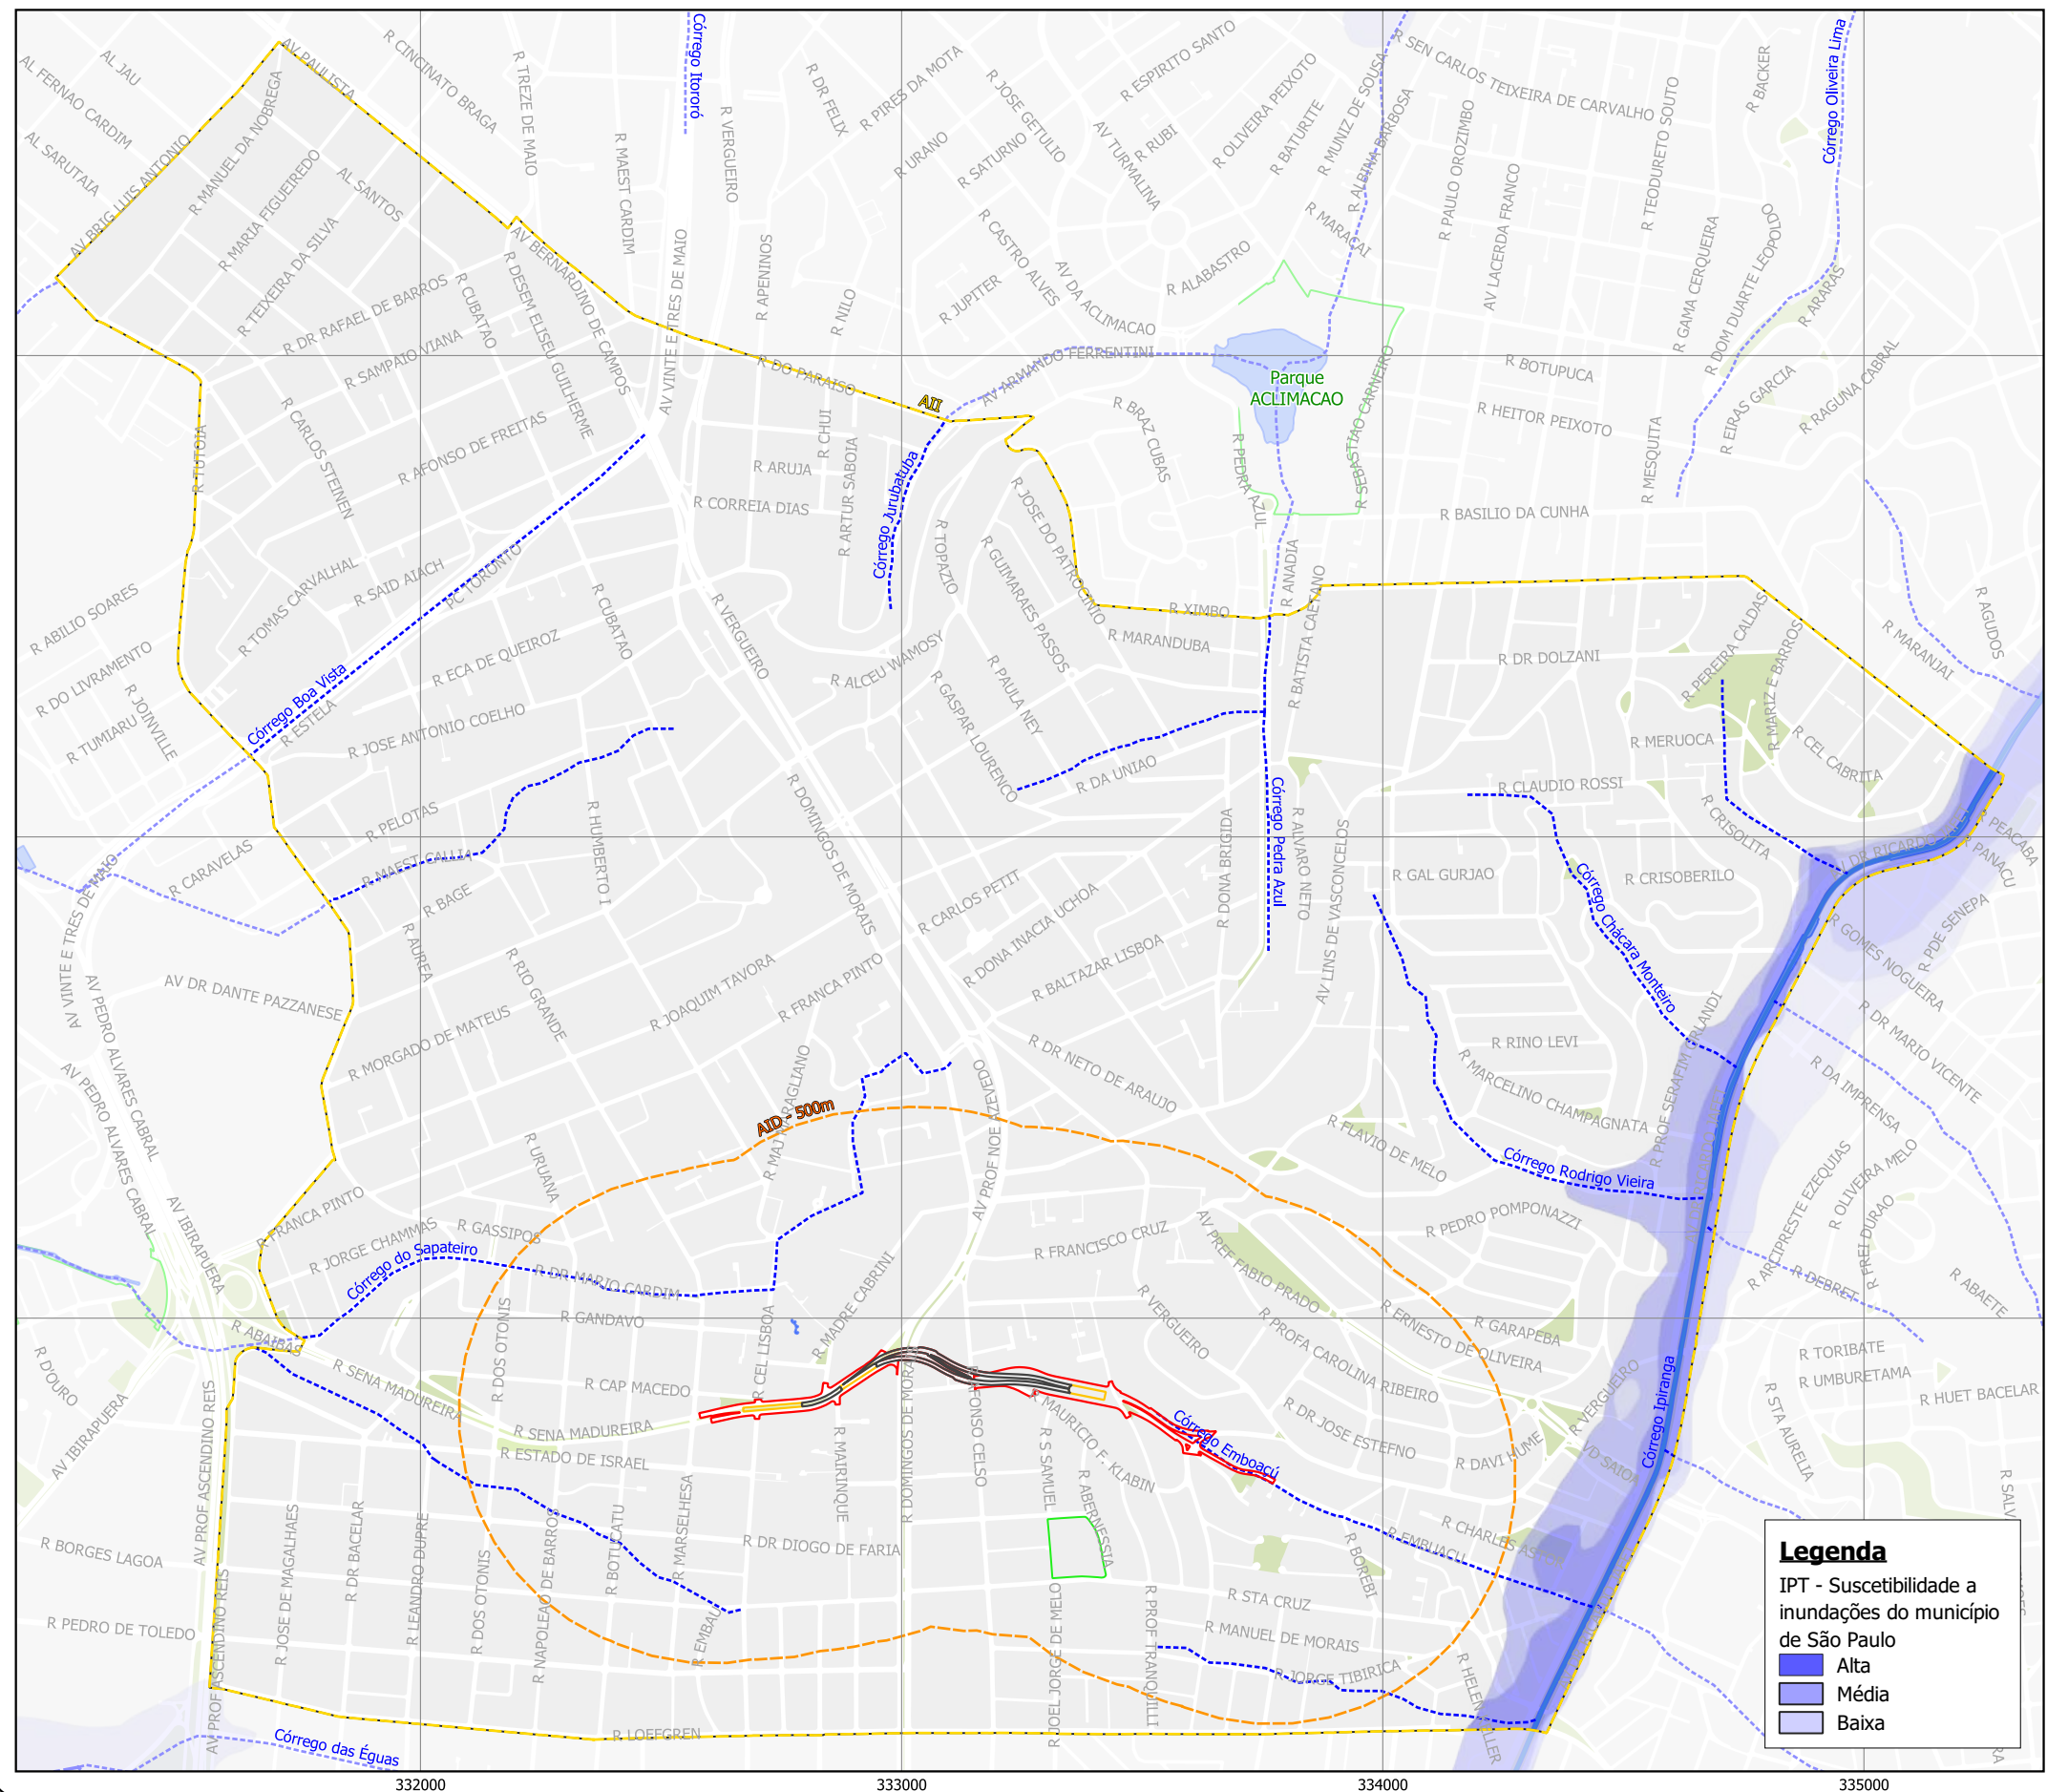 Córrego Itororó
Córrego Oliveira Lima
AV PAULISTA
R CINCINATO BRAGA
R TREZE DE MAIO
R VERGUEIRO
R DR FELIX
R PIRES DA MOTA
R ESPIRITO SANTO
R SEN CARLOS TEIXEIRA DE CARVALHO
R BACKER
AL JAU
AL FERNAO CARDIM
AL SARUTAIA
AV BRIG LUIS ANTONIO
R MANUEL DA NOBREGA
R MARIA FIGUEIREDO
R TEIXEIRA DA SILVA
AL SANTOS
R MAEST CARDIM
R URANO
R SATURNO
R JOSE GETULIO
AV TURMALINA
R RUBI
R OLIVEIRA PEIXOTO
R BATURITE
R MUNIZ DE SOUSA
R ALBINA BARBOSA
R PAULO OROZIMBO
R TEODURETO SOUTO
AV LACERDA FRANCO
R MARACAI
R GAMA CERQUEIRA
R DOM DUARTE LEOPOLDO
R ARARAS
AV BERNARDINO DE CAMPOS
R DESEM ELISEU GUILHERME
R CUBATAO
R DR RAFAEL DE BARROS
R SAMPAIO VIANA
AV VINTE E TRES DE MAIO
R APENINOS
R NILO
R JUPITER
R CASTRO ALVES
AV DA ACLIMACAO
R ALABASTRO
AV ARMANDO FERRENTINI
R DO PARAISO
AII
Parque
ACLIMACAO
R SEBASTIAO CARNEIRO
R BOTUPUCA
R HEITOR PEIXOTO
R MESQUITA
R EIRAS GARCIA
R RAGUNA CABRAL
R TUTOIA
R CARLOS STEINEN
R AFONSO DE FREITAS
R CHUI
R ARUJA
R CORREIA DIAS
R ARTUR SABOIA
Córrego Jurubatuba
R BRAZ CUBAS
R PEDRA AZUL
R BASILIO DA CUNHA
R TOPAZIO
R GUIMARAES PASSOS
R JOSE DO PATROCINIO
R ANADIA
R XIMBO
R MARANDUBA
R BATISTA CAETANO
R ABILIO SOARES
R DO LIVRAMENTO
R TUMIARU
R JOINVILLE
R TOMAS CARVALHAL
R SAID AIACH
PC TORONTO
R CUBATAO
R VERGUEIRO
R ALCEU WAMOSY
R ECA DE QUEIROZ
R JOSE ANTONIO COELHO
Córrego Boa Vista
R ESTELA
R GASPAR LOURENCO
R PAULA NEY
R DA UNIAO
R DR DOLZANI
R PEREIRA CALDAS
R MARIZ E BARROS
R AGUDOS
R MARANJAI
R MERUOCA
R CEL CABRITA
R CLAUDIO ROSSI
R CRISOLITA
R PELOTAS
R MAEST CALLIA
R CARAVELAS
R BAGE
R HUMBERTO I
R DOMINGOS DE MORAIS
Córrego Pedra Azul
R DONA BRIGIDA
R ALVARO NETO
AV LINS DE VASCONCELOS
R GAL GURJAO
R CRISOBERILO
Córrego Chácara Monteiro
R PANACU
R PDE SENEPA
R GOMES NOGUEIRA
AV VINTE E TRES DE MAIO
AV DR DANTE PAZZANESE
R AUREA
R RIO GRANDE
R MORGADO DE MATEUS
R JOAQUIM TAVORA
R FRANCA PINTO
R CARLOS PETIT
R DONA INACIA UCHOA
R BALTAZAR LISBOA
R DR NETO DE ARAUJO
R RINO LEVI
R MARCELINO CHAMPAGNATA
R PROF SERAFIM ORLANDI
R DR MARIO VICENTE
R DA IMPRENSA
AV PEDRO ALVARES CABRAL
AV PEDRO ALVARES CABRAL
AV IBIRAPUERA
R MAJ MARAGLIANO
AV PROF NOE AZEVEDO
AID - 500m
R URUANA
R FLAVIO DE MELO
Córrego Rodrigo Vieira
R PEDRO POMPONAZZI
R ARCIPRESTE EZEQUIAS
R OLIVEIRA MELO
R FREI DURAO
R DEBRET
R ABAETE
R FRANCA PINTO
R JORGE CHAMMAS
R GASSIPOS
Córrego do Sapateiro
R DR MARIO CARDIM
R GANDAVO
R FRANCISCO CRUZ
AV PREF FABIO PRADO
R VERGUEIRO
R PROFA CAROLINA RIBEIRO
R ERNESTO DE OLIVEIRA
R GARAPEBA
R MADRE CABRINI
R CEL LISBOA
R ABAIBAS
R SENA MADUREIRA
R DOS OTONIS
R CAP MACEDO
R SENA MADUREIRA
R ESTADO DE ISRAEL
R D'OURO
AV IBIRAPUERA
AV PROF ASCENDINO REIS
R MAIRINQUE
R DOMINGOS DE MORAIS
R AFONSO CELSO
R MAURICIO F. KLABIN
R S SAMUEL
R ABERNESSIA
Córrego Emboaçú
R DR JOSE ESTEFNO
R DAVI HUME
R VERGUEIRO
VD SAIOA
Córrego Ipiranga
R TORIBATE
R UMBURETAMA
R HUET BACELAR
R STA AURELIA
R BORGES LAGOA
R PEDRO DE TOLEDO
AV PROF ASCENDINO REIS
R JOSE DE MAGALHAES
R DR BACELAR
R LEANDRO DUPRE
R DOS OTONIS
R NAPOLEAO DE BARROS
R BOTUCATU
R MARSELHESA
R EMBAU
R DR DIOGO DE FARIA
R JOEL JORGE DE MELO
R PROF TRANQUILLI
R STA CRUZ
R MANUEL DE MORAIS
R JORGE TIBIRICA
R BOREBI
R EMBUACU
R CHARLES ASTOR
R LOEFGREN
Córrego das Éguas
Legenda
IPT - Suscetibilidade a
inundações do município
de São Paulo
Alta
Média
Baixa
332000
333000
334000
335000